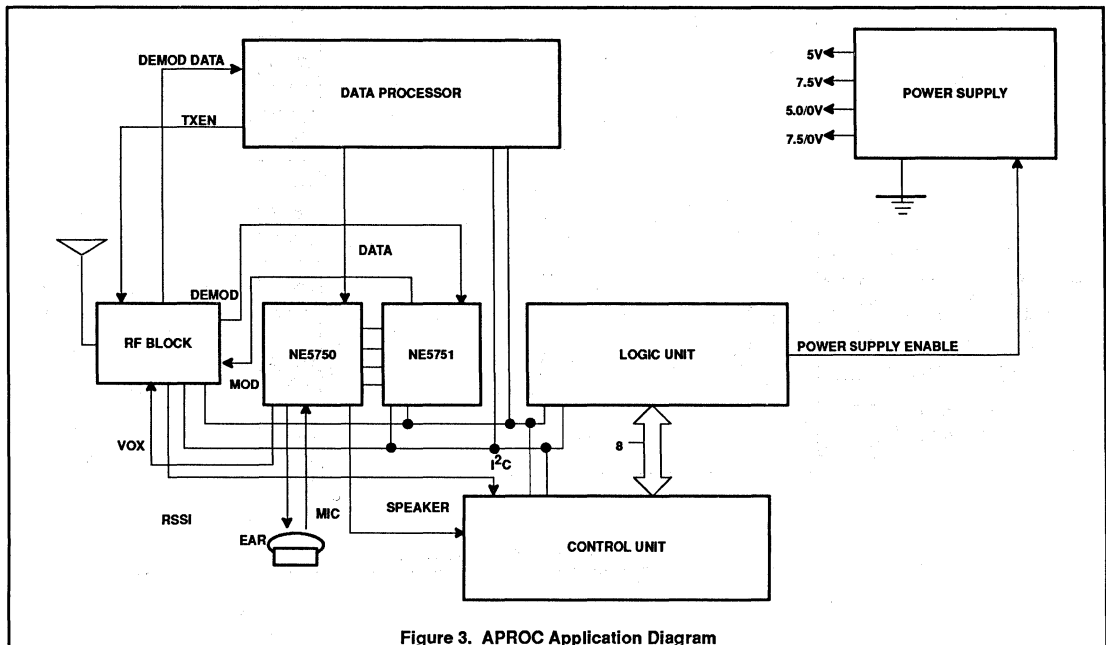 DEMOD DATA
DATA PROCESSOR
TXEN
5V
7.5V
5.0/0V
7.5/0V
POWER SUPPLY
DATA
DEMOD
RF BLOCK
NE5750
NE5751
LOGIC UNIT
POWER SUPPLY ENABLE
MOD
VOX
I²C
8
RSSI
EAR
MIC
SPEAKER
CONTROL UNIT
Figure 3. APROC Application Diagram